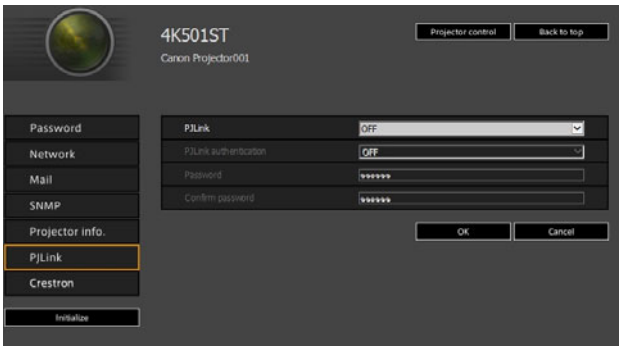 4K501ST
Canon Projector001
Projector control
Back to top
Password
Network
Mail
SNMP
Projector info.
PJLink
Crestron
Initialize
PJLink OFF
PJLink authentication OFF
Password ••••••
Confirm password ••••••
OK Cancel